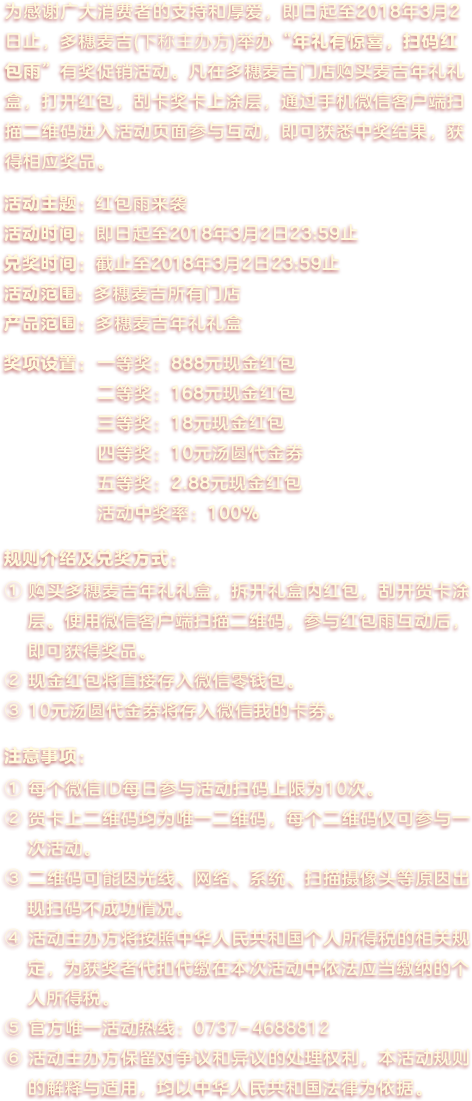 为感谢广大消费者的支持和厚爱，即日起至2018年3月2
日止，多穗麦吉(下称主办方)举办“年礼有惊喜，扫码红
包雨”有奖促销活动。凡在多穗麦吉门店购买麦吉年礼礼
盒，打开红包，刮卡奖卡上涂层，通过手机微信客户端扫
描二维码进入活动页面参与互动，即可获悉中奖结果，获
得相应奖品。
活动主题：红包雨来袭
活动时间：即日起至2018年3月2日23:59止
兑奖时间：截止至2018年3月2日23:59止
活动范围：多穗麦吉所有门店
产品范围：多穗麦吉年礼礼盒
奖项设置：一等奖：888元现金红包
二等奖：168元现金红包
三等奖：18元现金红包
四等奖：10元汤圆代金券
五等奖：2.88元现金红包
活动中奖率：100%
规则介绍及兑奖方式：
① 购买多穗麦吉年礼礼盒，拆开礼盒内红包，刮开贺卡涂
层。使用微信客户端扫描二维码，参与红包雨互动后，
即可获得奖品。
② 现金红包将直接存入微信零钱包。
③ 10元汤圆代金券将存入微信我的卡券。
注意事项：
① 每个微信ID每日参与活动扫码上限为10次。
② 贺卡上二维码均为唯一二维码，每个二维码仅可参与一
次活动。
③ 二维码可能因光线、网络、系统、扫描摄像头等原因出
现扫码不成功情况。
④ 活动主办方将按照中华人民共和国个人所得税的相关规
定，为获奖者代扣代缴在本次活动中依法应当缴纳的个
人所得税。
⑤ 官方唯一活动热线：0737-4688812
⑥ 活动主办方保留对争议和异议的处理权利，本活动规则
的解释与适用，均以中华人民共和国法律为依据。